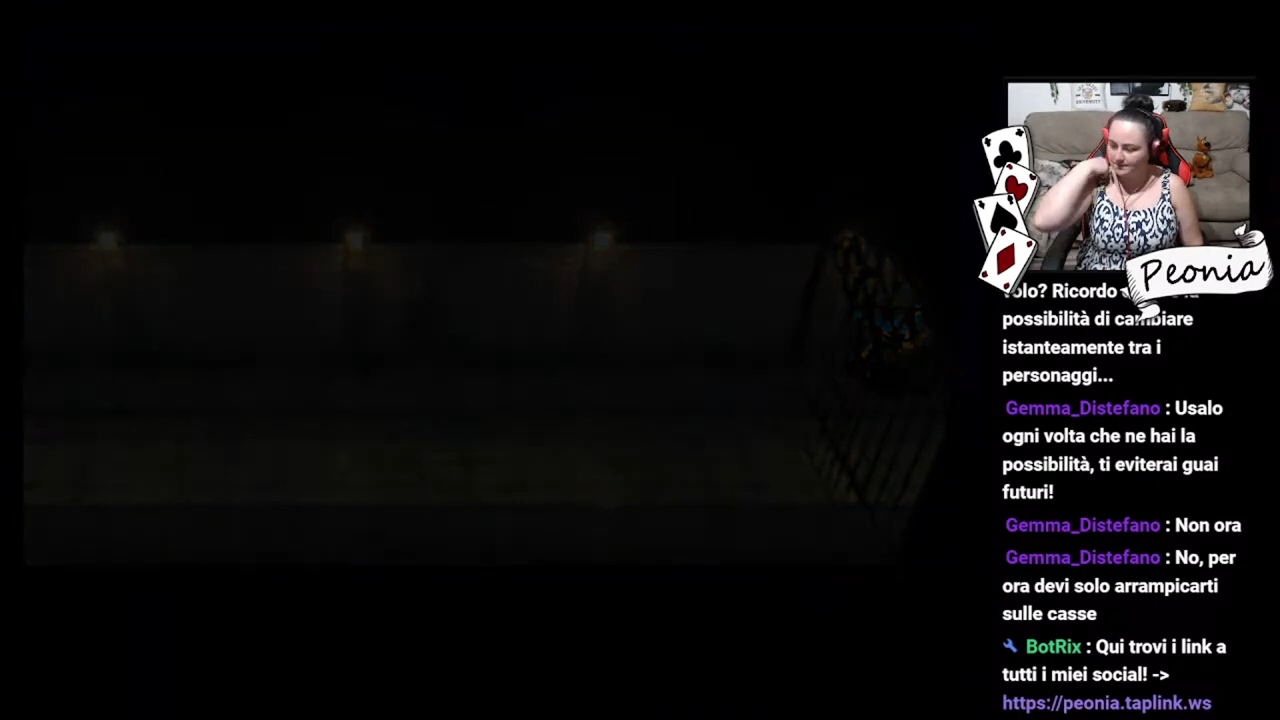 UNIVERSITY
Peonia
volo? Ricordo
possibilità di cambiare
istanteamente tra i
personaggi...
Gemma_Distefano : Usalo
ogni volta che ne hai la
possibilità, ti eviterai guai
futuri!
Gemma_Distefano : Non ora
Gemma_Distefano : No, per
ora devi solo arrampicarti
sulle casse
BotRix : Qui trovi i link a
tutti i miei social! ->
https://peonia.taplink.ws